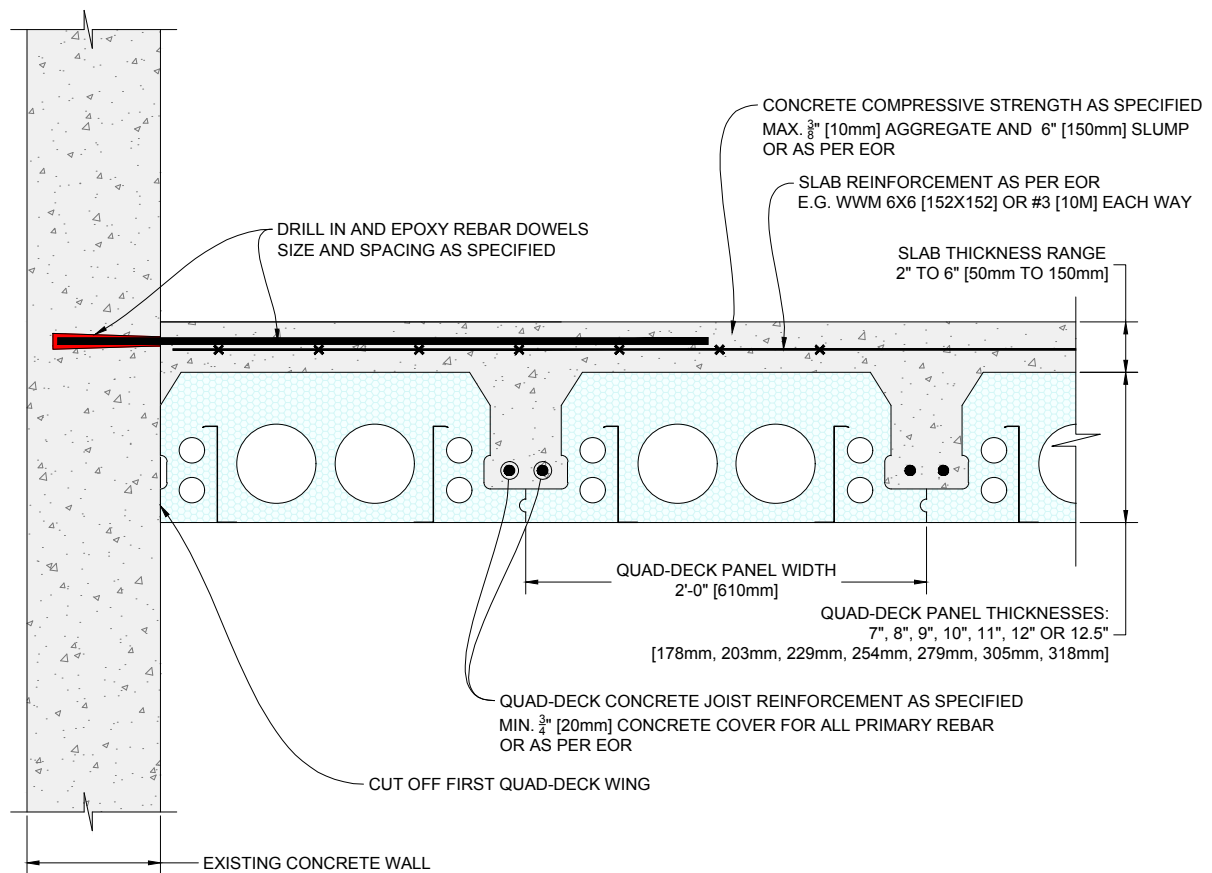 CONCRETE COMPRESSIVE STRENGTH AS SPECIFIED
MAX. 3/8" [10mm] AGGREGATE AND 6" [150mm] SLUMP
OR AS PER EOR
SLAB REINFORCEMENT AS PER EOR
E.G. WWM 6X6 [152X152] OR #3 [10M] EACH WAY
DRILL IN AND EPOXY REBAR DOWELS
SIZE AND SPACING AS SPECIFIED
SLAB THICKNESS RANGE
2" TO 6" [50mm TO 150mm]
QUAD-DECK PANEL WIDTH
2'-0" [610mm]
QUAD-DECK PANEL THICKNESSES:
7", 8", 9", 10", 11", 12" OR 12.5"
[178mm, 203mm, 229mm, 254mm, 279mm, 305mm, 318mm]
QUAD-DECK CONCRETE JOIST REINFORCEMENT AS SPECIFIED
MIN. 3/4" [20mm] CONCRETE COVER FOR ALL PRIMARY REBAR
OR AS PER EOR
CUT OFF FIRST QUAD-DECK WING
EXISTING CONCRETE WALL